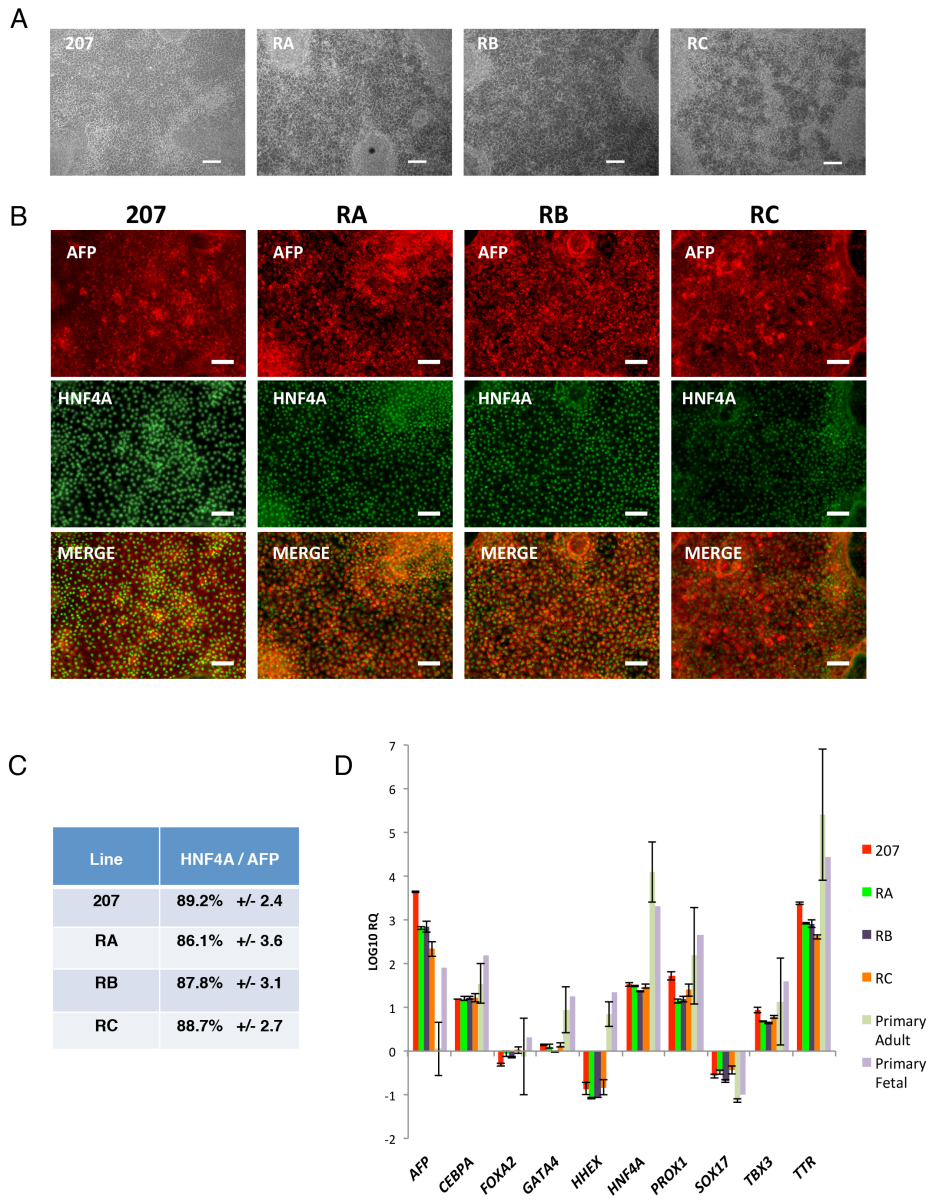 A
207 RA RB RC
B
207 RA RB RC
AFP AFP AFP AFP
HNF4A HNF4A HNF4A HNF4A
MERGE MERGE MERGE MERGE
C
Line HNF4A / AFP
207 89.2% +/- 2.4
RA 86.1% +/- 3.6
RB 87.8% +/- 3.1
RC 88.7% +/- 2.7
D
LOG10 RQ
7
6
5
4
3
2
1
0
-1
-2
AFP CEBPA FOXA2 GATA4 HHEX HNF4A PROX1 SOX17 TBX3 TTR
207
RA
RB
RC
Primary
Adult
Primary
Fetal